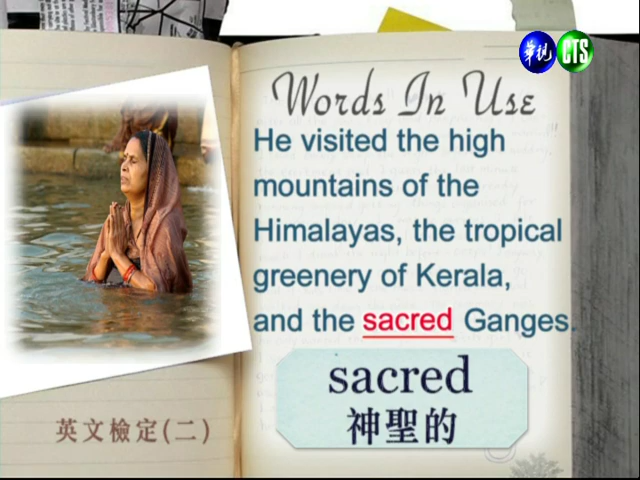 華視 CTS
Words In Use
He visited the high
mountains of the
Himalayas, the tropical
greenery of Kerala,
and the sacred Ganges.
sacred
神聖的
英文檢定(二)